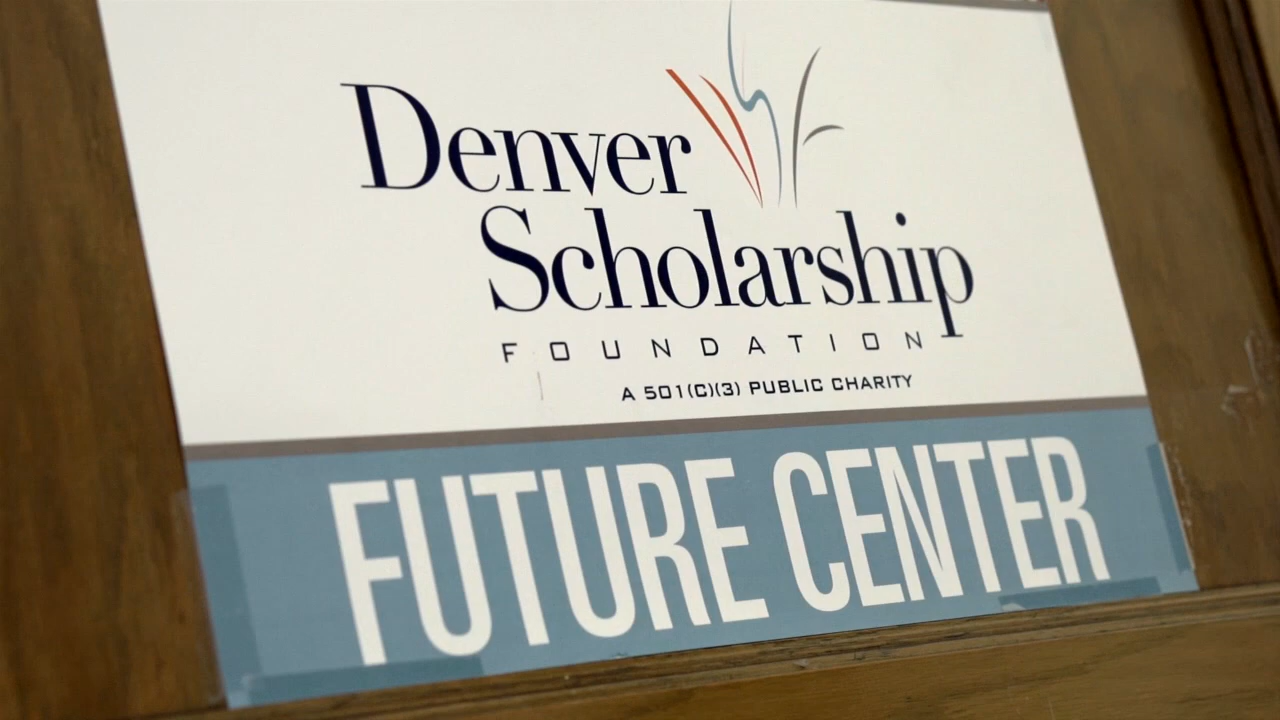 Denver
Scholarship
FOUNDATION
A 501(C)(3) PUBLIC CHARITY
FUTURE CENTER